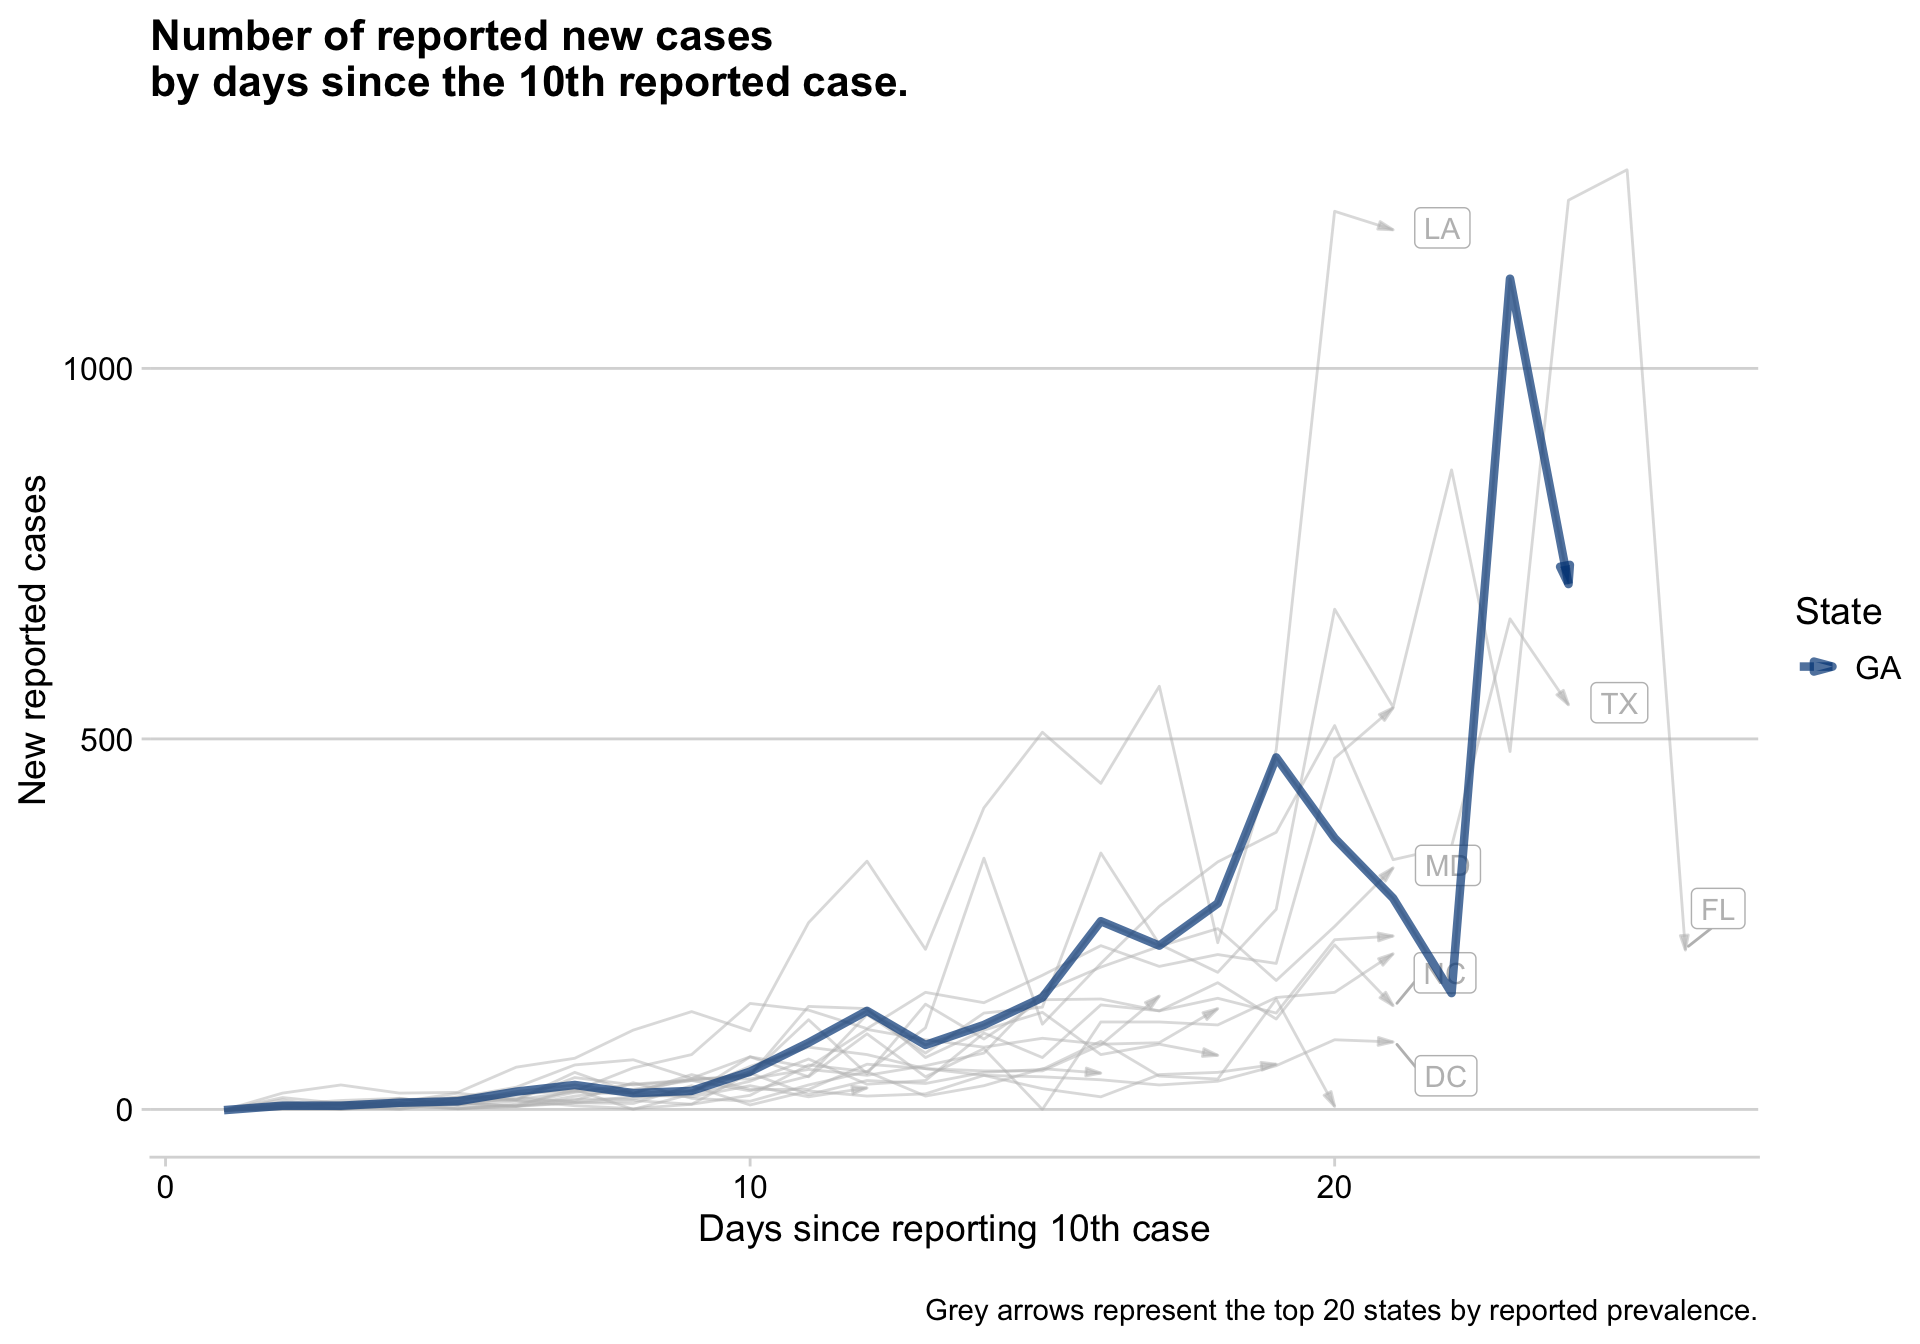 Number of reported new cases
by days since the 10th reported case.
LA
1000
New reported cases
State
GA
TX
500
MD
FL
NC
DC
0
0
10
20
Days since reporting 10th case
Grey arrows represent the top 20 states by reported prevalence.